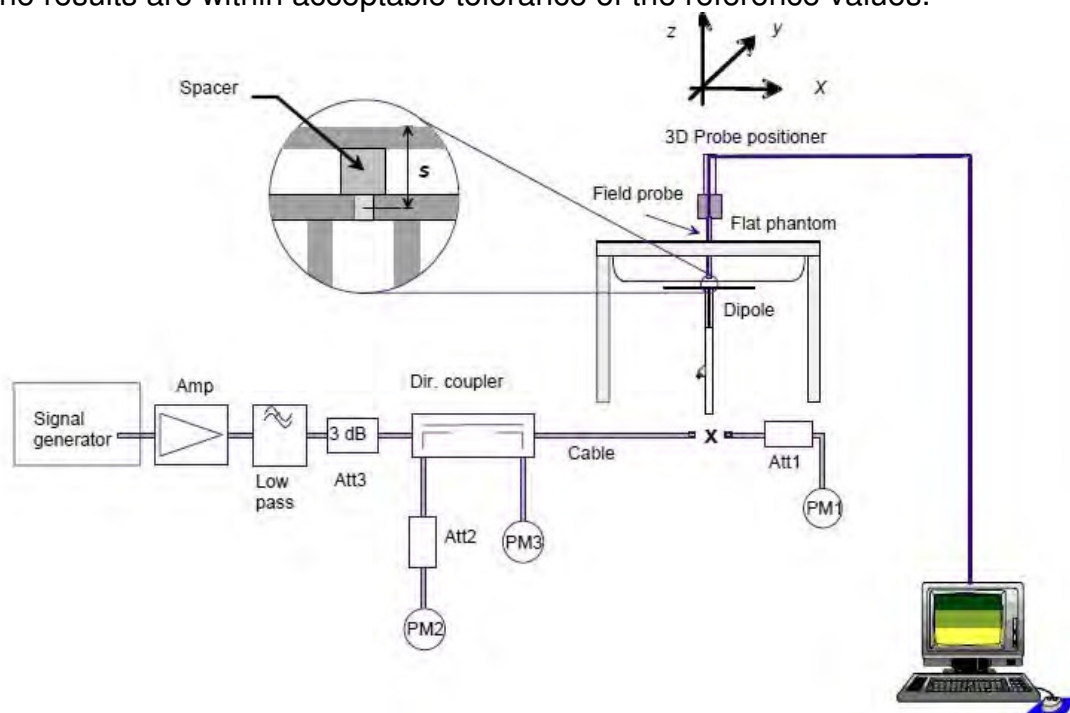 he results are within acceptable tolerance of the reference values.
z
y
x
Spacer
s
3D Probe positioner
Field probe
Flat phantom
Dipole
Dir. coupler
Amp
Signal
generator
3 dB
Low
pass
Att3
Cable
x
Att1
PM1
Att2
PM3
PM2